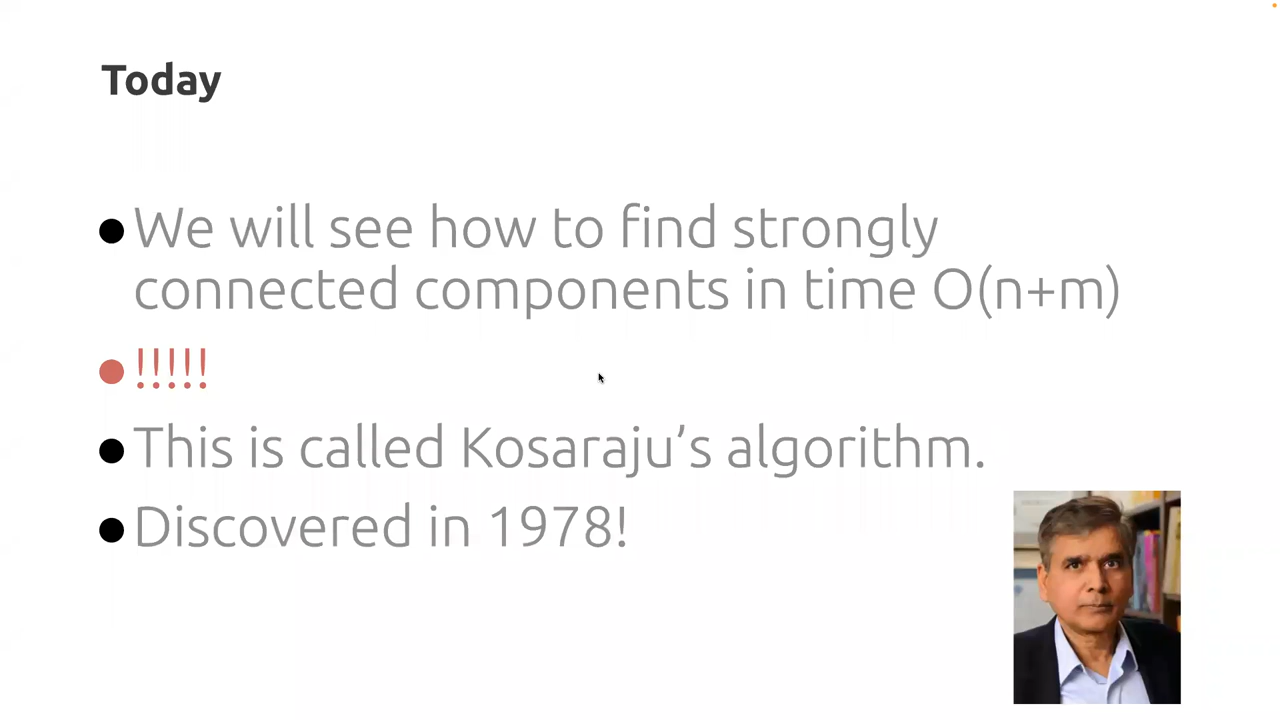 Today
We will see how to find strongly
connected components in time O(n+m)
!!!!!
This is called Kosaraju’s algorithm.
Discovered in 1978!